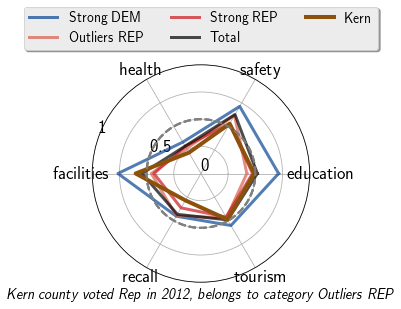 Strong DEM Strong REP Kern
Outliers REP Total
health safety
1
0.5
0
facilities education
recall tourism
Kern county voted Rep in 2012, belongs to category Outliers REP